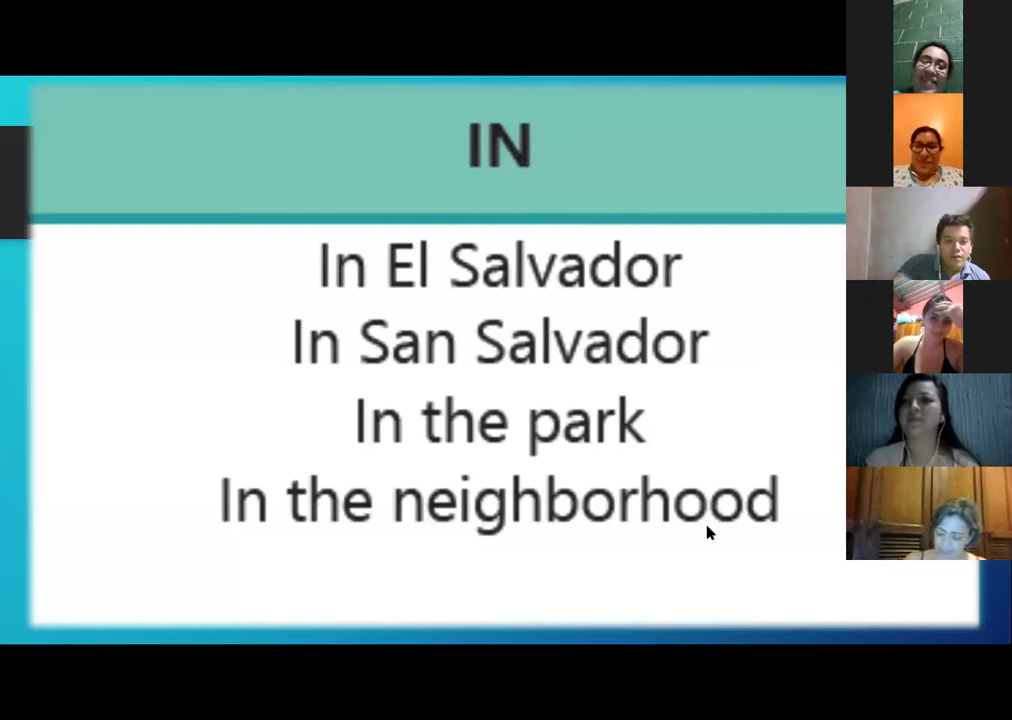 IN
In El Salvador
In San Salvador
In the park
In the neighborhood